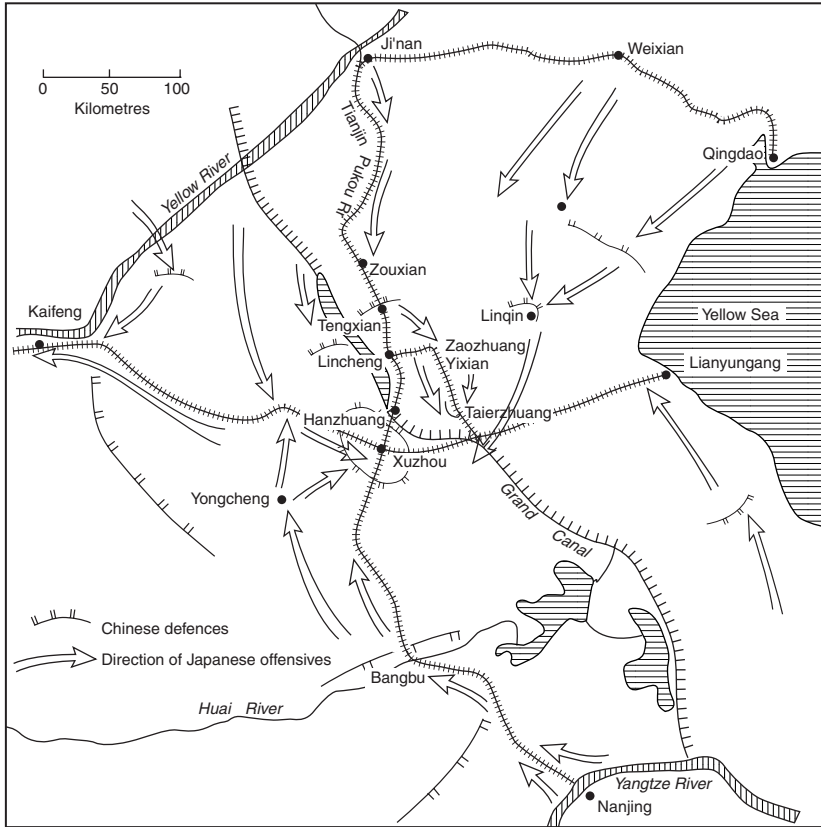 Ji'nan
Weixian
0 50 100
Kilometres
Tianjin Pukou Rr
Qingdao
Yellow River
Zouxian
Kaifeng
Tengxian
Linqin
Yellow Sea
Lincheng
Zaozhuang
Yixian
Lianyungang
Hanzhuang
Taierzhuang
Xuzhou
Yongcheng
Grand Canal
Chinese defences
Direction of Japanese offensives
Bangbu
Huai River
Yangtze River
Nanjing